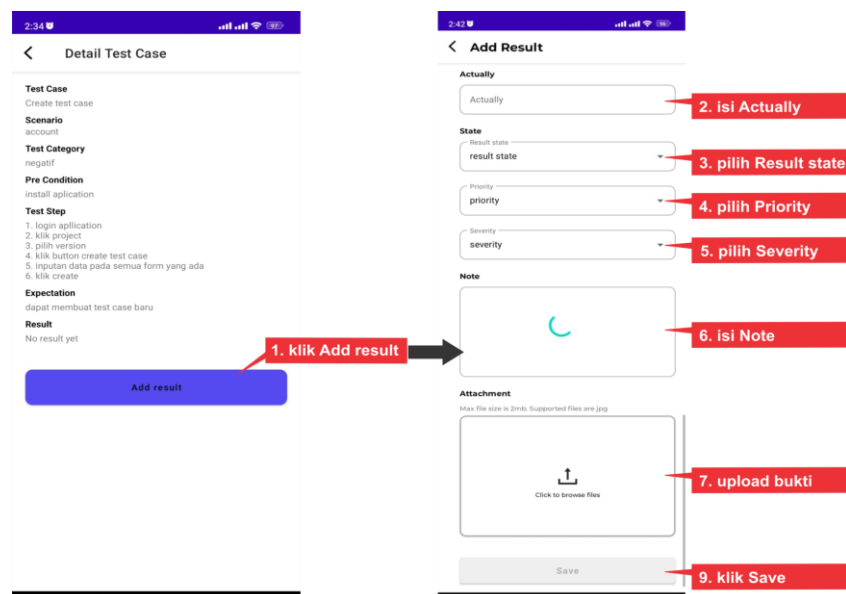 2:34
97
Detail Test Case
Test Case
Create test case
Scenario
account
Test Category
negatif
Pre Condition
install aplication
Test Step
1. login apllication
2. klik project
3. pilih version
4. klik button create test case
5. inputan data pada semua form yang ada
6. klik create
Expectation
dapat membuat test case baru
Result
No result yet
Add result
1. klik Add result
2:42
Add Result
Actually
Actually
2. isi Actually
State
Result state
result state
3. pilih Result state
Priority
priority
4. pilih Priority
Severity
severity
5. pilih Severity
Note
6. isi Note
Attachment
Max file size is 2mb. Supported files are jpg
Click to browse files
7. upload bukti
Save
9. klik Save